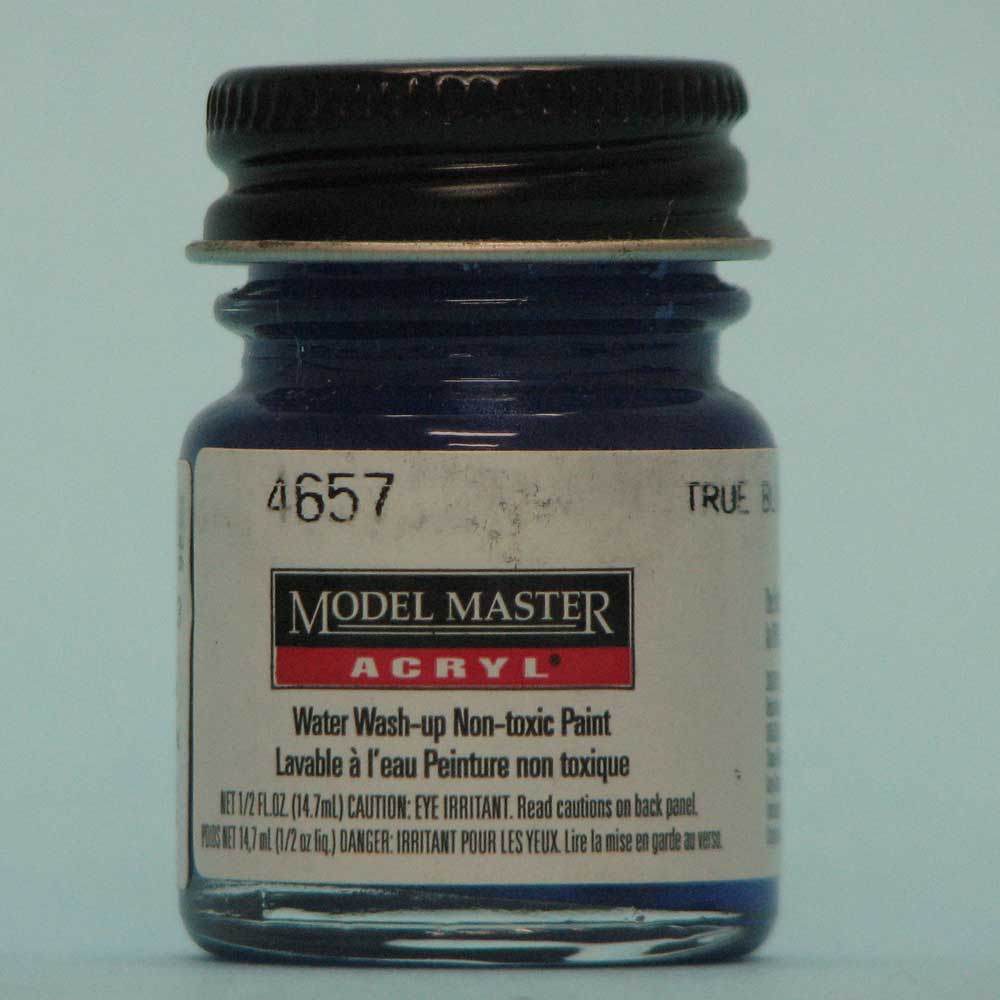 4657 TRUE
MODEL MASTER
ACRYL®
Water Wash-up Non-toxic Paint
Lavable à l'eau Peinture non toxique
NET 1/2 FL.OZ. (14.7mL) CAUTION: EYE IRRITANT. Read cautions on back panel.
POIDS NET 14,7 mL (1/2 oz liq.) DANGER: IRRITANT POUR LES YEUX. Lire la mise en garde au verso.